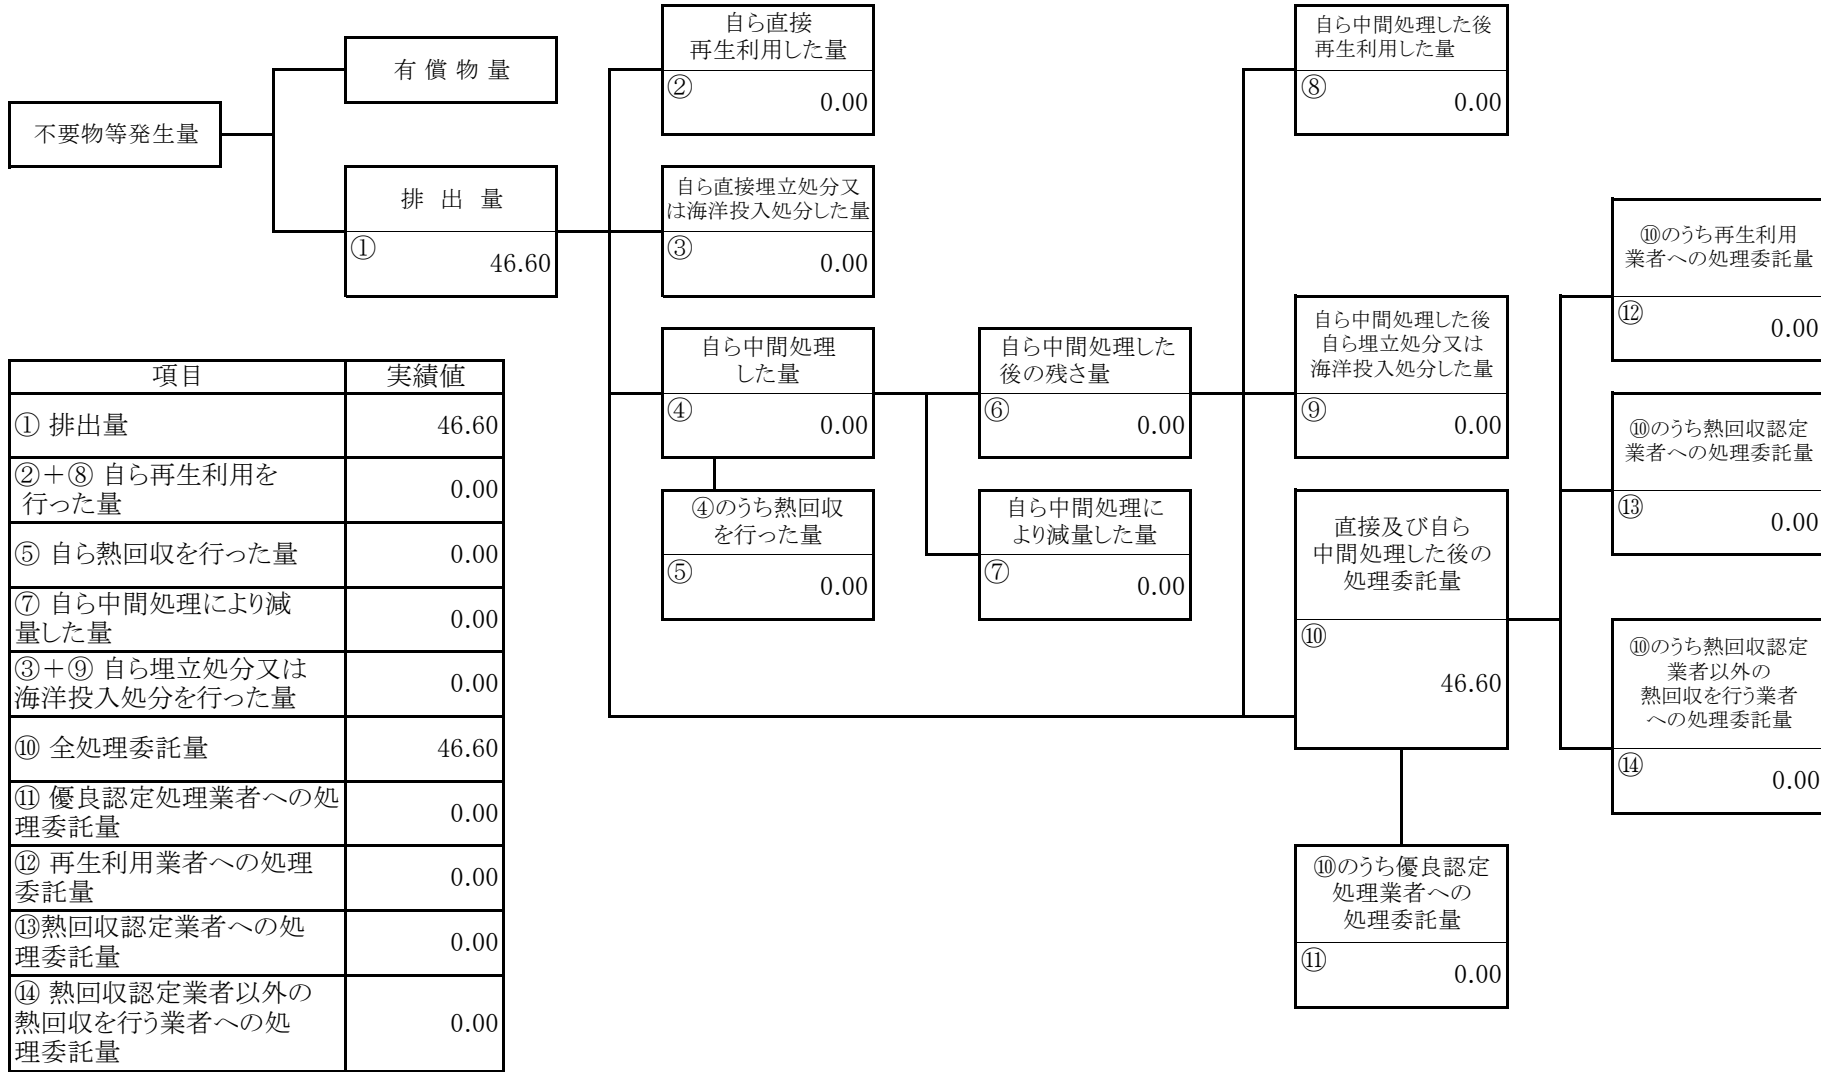 不要物等発生量
有 償 物 量
排 出 量
①
46.60
自ら直接
再生利用した量
②
0.00
自ら直接埋立処分又
は海洋投入処分した量
③
0.00
自ら中間処理
した量
④
0.00
④のうち熱回収
を行った量
⑤
0.00
自ら中間処理した
後の残さ量
⑥
0.00
自ら中間処理に
より減量した量
⑦
0.00
自ら中間処理した後
再生利用した量
⑧
0.00
自ら中間処理した後
自ら埋立処分又は
海洋投入処分した量
⑨
0.00
直接及び自ら
中間処理した後の
処理委託量
⑩
46.60
⑩のうち優良認定
処理業者への
処理委託量
⑪
0.00
⑩のうち再生利用
業者への処理委託量
⑫
0.00
⑩のうち熱回収認定
業者への処理委託量
⑬
0.00
⑩のうち熱回収認定
業者以外の
熱回収を行う業者
への処理委託量
⑭
0.00
項目 実績値
① 排出量 46.60
②＋⑧ 自ら再生利用を
行った量 0.00
⑤ 自ら熱回収を行った量 0.00
⑦ 自ら中間処理により減
量した量 0.00
③＋⑨ 自ら埋立処分又は
海洋投入処分を行った量 0.00
⑩ 全処理委託量 46.60
⑪ 優良認定処理業者への処
理委託量 0.00
⑫ 再生利用業者への処理
委託量 0.00
⑬熱回収認定業者への処
理委託量 0.00
⑭ 熱回収認定業者以外の
熱回収を行う業者への処
理委託量 0.00